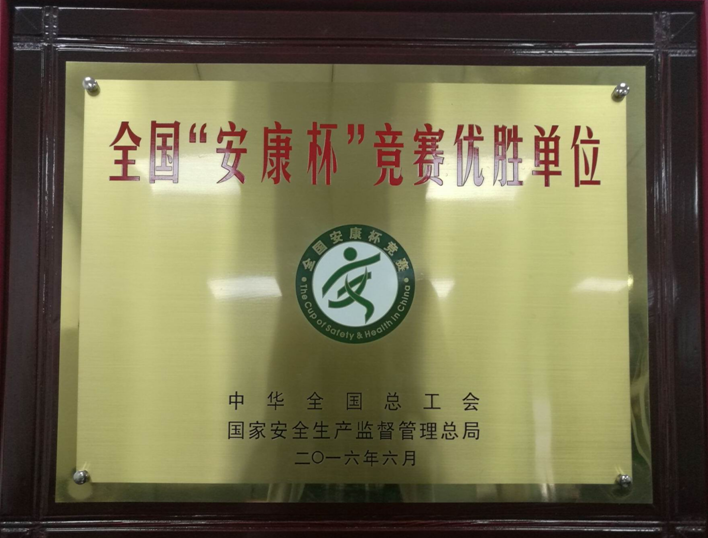 全国“安康杯”竞赛优胜单位
全国安康杯竞赛
The Cup of Safety & Health in China
中华全国总工会
国家安全生产监督管理总局
二〇一六年六月